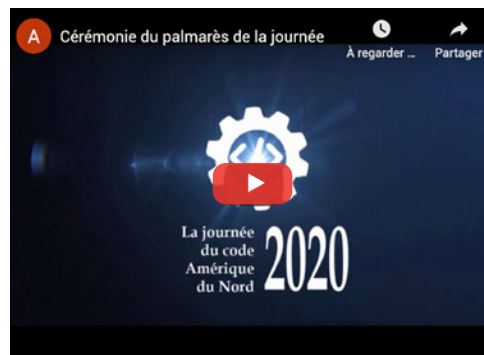 A
Cérémonie du palmarès de la journée
À regarder ...
Partager
La journée
du code
Amérique
du Nord
2020